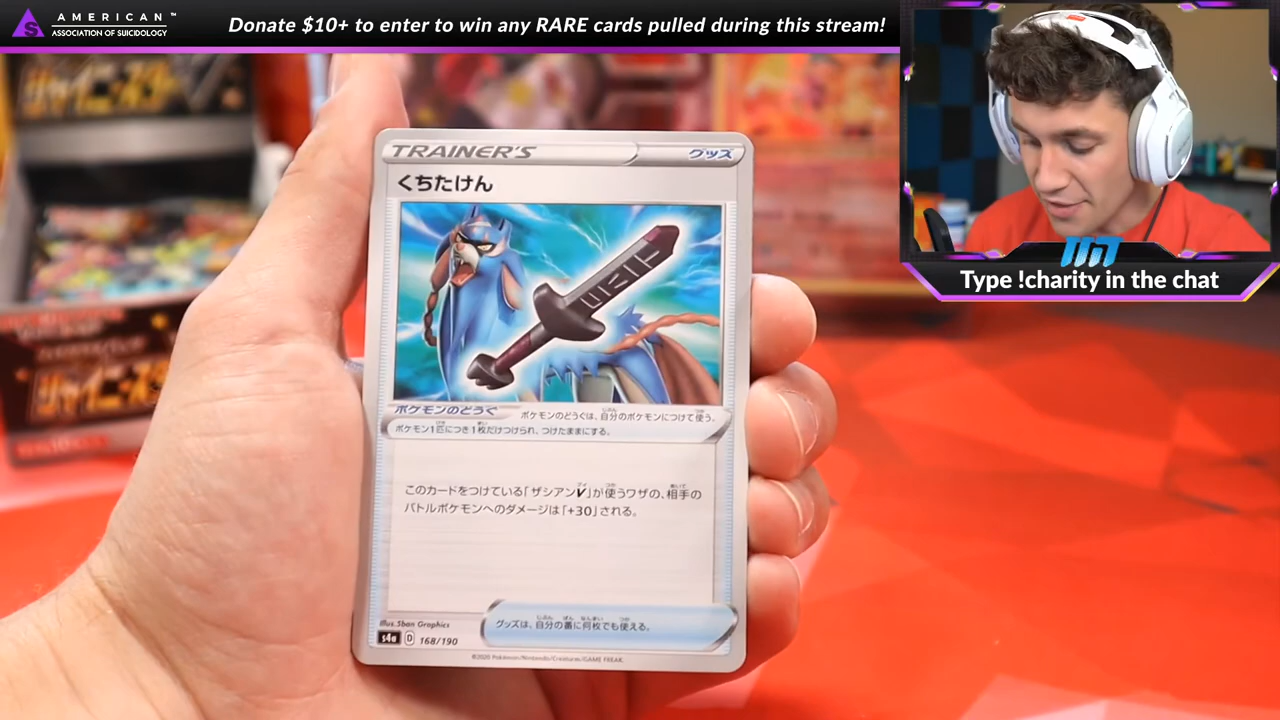 AMERICAN™
ASSOCIATION OF SUICIDOLOGY
Donate $10+ to enter to win any RARE cards pulled during this stream!
Type !charity in the chat
TRAINER'S グッズ
くちたけん
ポケモンのどうぐ ポケモンのどうぐは、自分のポケモンにつけて使う。
ポケモン1匹につき1枚だけつけられ、つけたままにする。
このカードをつけている「ザシアンV」が使うワザの、相手の
バトルポケモンへのダメージは「+30」される。
グッズは、自分の番に何枚でも使える。
Illus. 5ban Graphics
s4a D 168/190
©2020 Pokémon/Nintendo/Creatures/GAME FREAK.